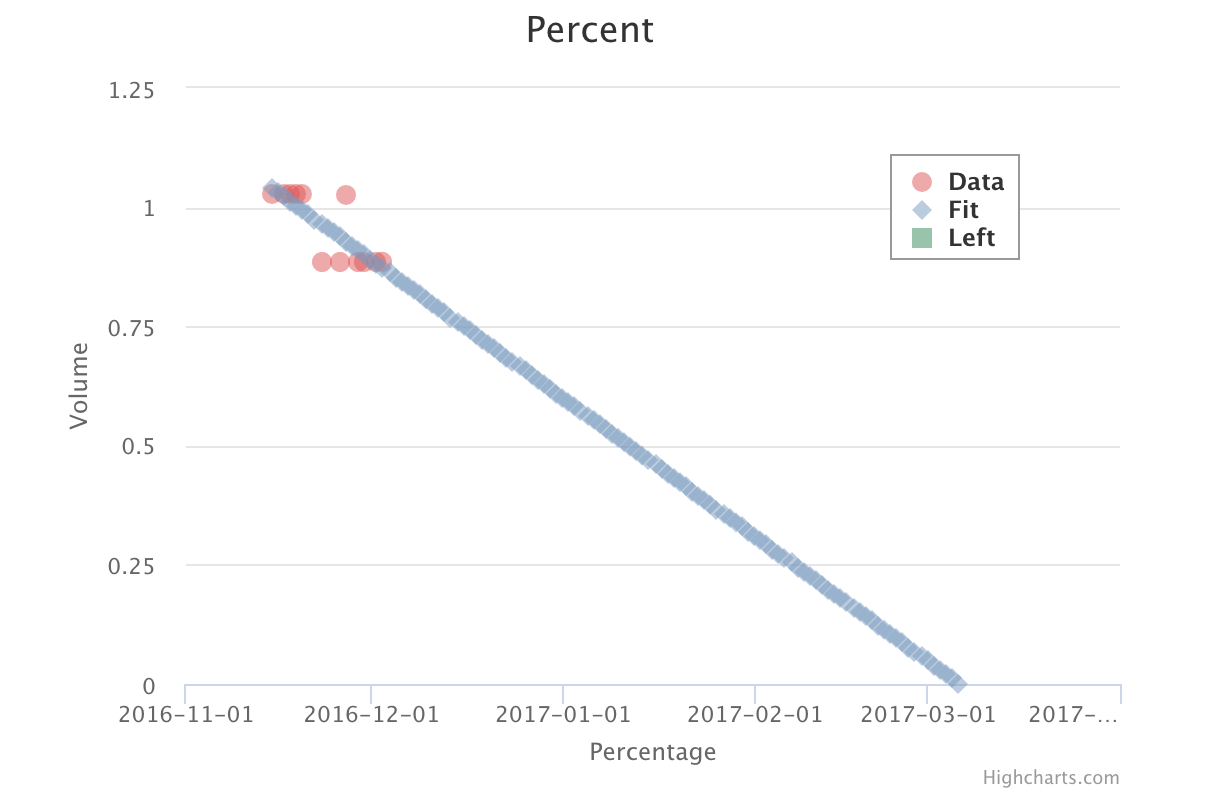 Percent
1.25
1
0.75
0.5
0.25
0
Volume
Data
Fit
Left
2016-11-01
2016-12-01
2017-01-01
2017-02-01
2017-03-01
2017-…
Percentage
Highcharts.com